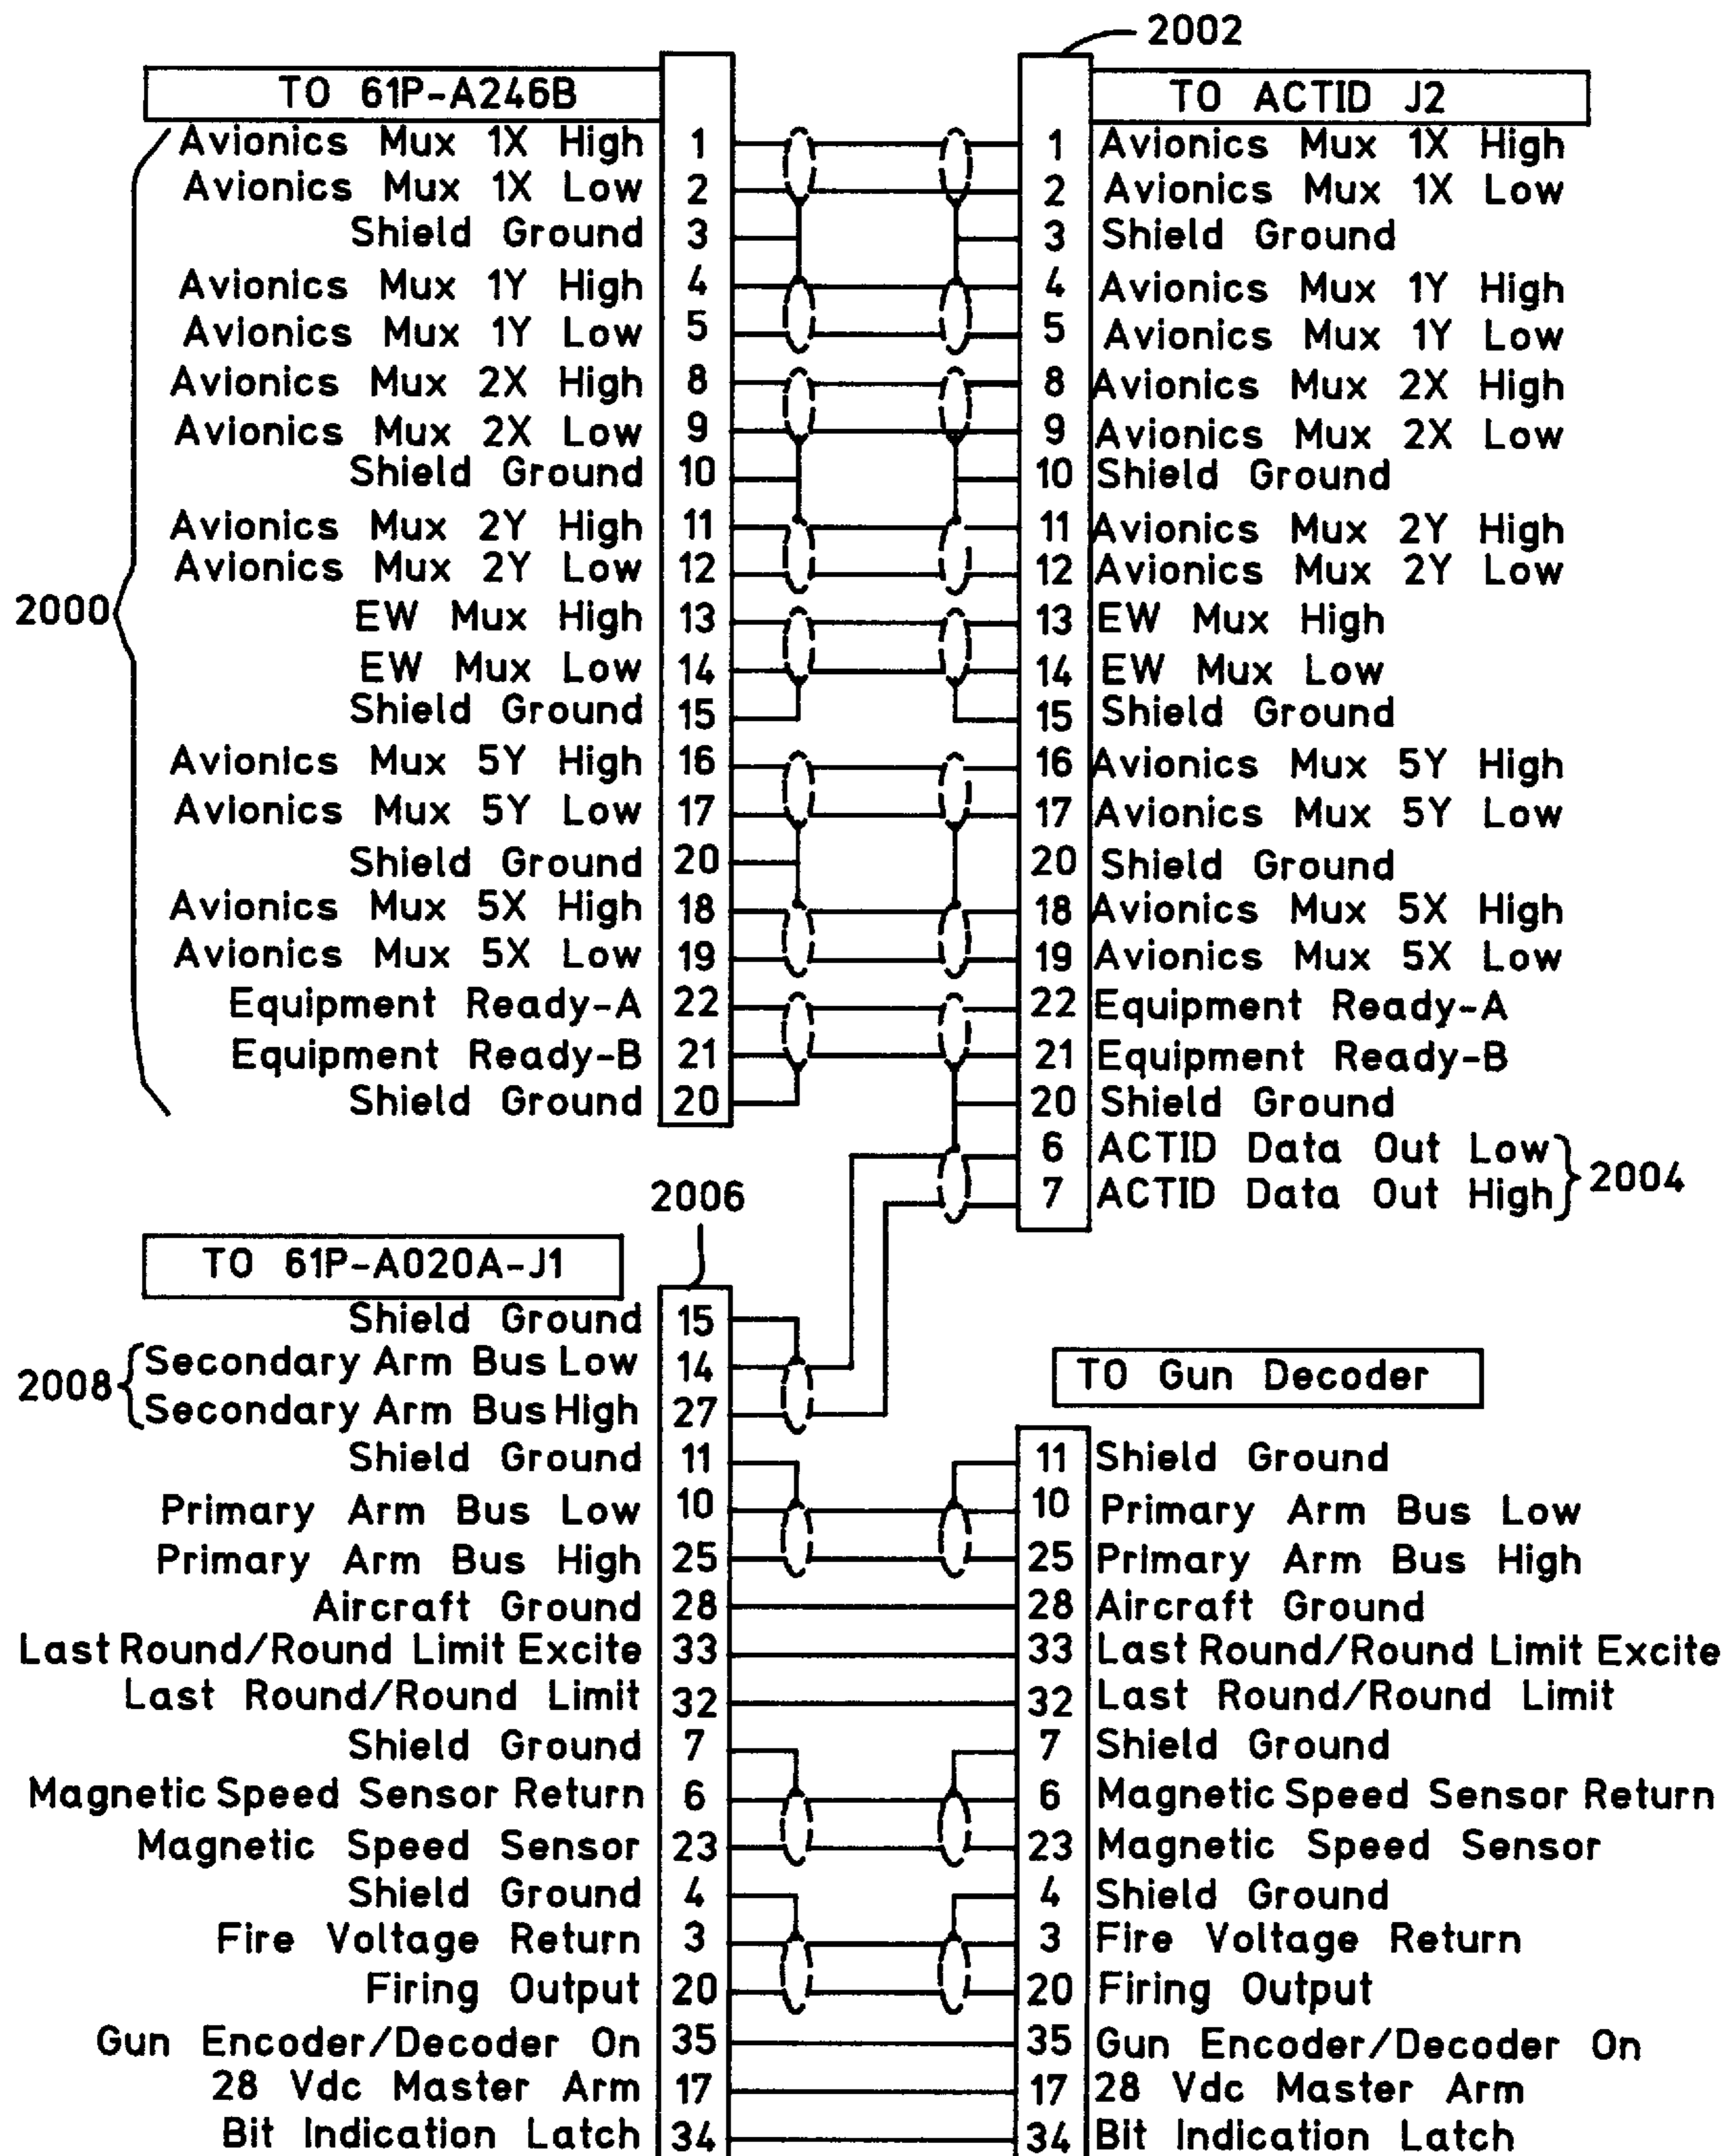 2002
TO 61P-A246B
TO ACTID J2
Avionics Mux 1X High 1 1 Avionics Mux 1X High
Avionics Mux 1X Low 2 2 Avionics Mux 1X Low
Shield Ground 3 3 Shield Ground
Avionics Mux 1Y High 4 4 Avionics Mux 1Y High
Avionics Mux 1Y Low 5 5 Avionics Mux 1Y Low
Avionics Mux 2X High 8 8 Avionics Mux 2X High
Avionics Mux 2X Low 9 9 Avionics Mux 2X Low
Shield Ground 10 10 Shield Ground
Avionics Mux 2Y High 11 11 Avionics Mux 2Y High
Avionics Mux 2Y Low 12 12 Avionics Mux 2Y Low
2000
EW Mux High 13 13 EW Mux High
EW Mux Low 14 14 EW Mux Low
Shield Ground 15 15 Shield Ground
Avionics Mux 5Y High 16 16 Avionics Mux 5Y High
Avionics Mux 5Y Low 17 17 Avionics Mux 5Y Low
Shield Ground 20 20 Shield Ground
Avionics Mux 5X High 18 18 Avionics Mux 5X High
Avionics Mux 5X Low 19 19 Avionics Mux 5X Low
Equipment Ready-A 22 22 Equipment Ready-A
Equipment Ready-B 21 21 Equipment Ready-B
Shield Ground 20 20 Shield Ground
6 ACTID Data Out Low
7 ACTID Data Out High
2004
2006
TO 61P-A020A-J1
Shield Ground 15
Secondary Arm Bus Low 14
2008
Secondary Arm Bus High 27
TO Gun Decoder
Shield Ground 11 11 Shield Ground
Primary Arm Bus Low 10 10 Primary Arm Bus Low
Primary Arm Bus High 25 25 Primary Arm Bus High
Aircraft Ground 28 28 Aircraft Ground
Last Round/Round Limit Excite 33 33 Last Round/Round Limit Excite
Last Round/Round Limit 32 32 Last Round/Round Limit
Shield Ground 7 7 Shield Ground
Magnetic Speed Sensor Return 6 6 Magnetic Speed Sensor Return
Magnetic Speed Sensor 23 23 Magnetic Speed Sensor
Shield Ground 4 4 Shield Ground
Fire Voltage Return 3 3 Fire Voltage Return
Firing Output 20 20 Firing Output
Gun Encoder/Decoder On 35 35 Gun Encoder/Decoder On
28 Vdc Master Arm 17 17 28 Vdc Master Arm
Bit Indication Latch 34 34 Bit Indication Latch